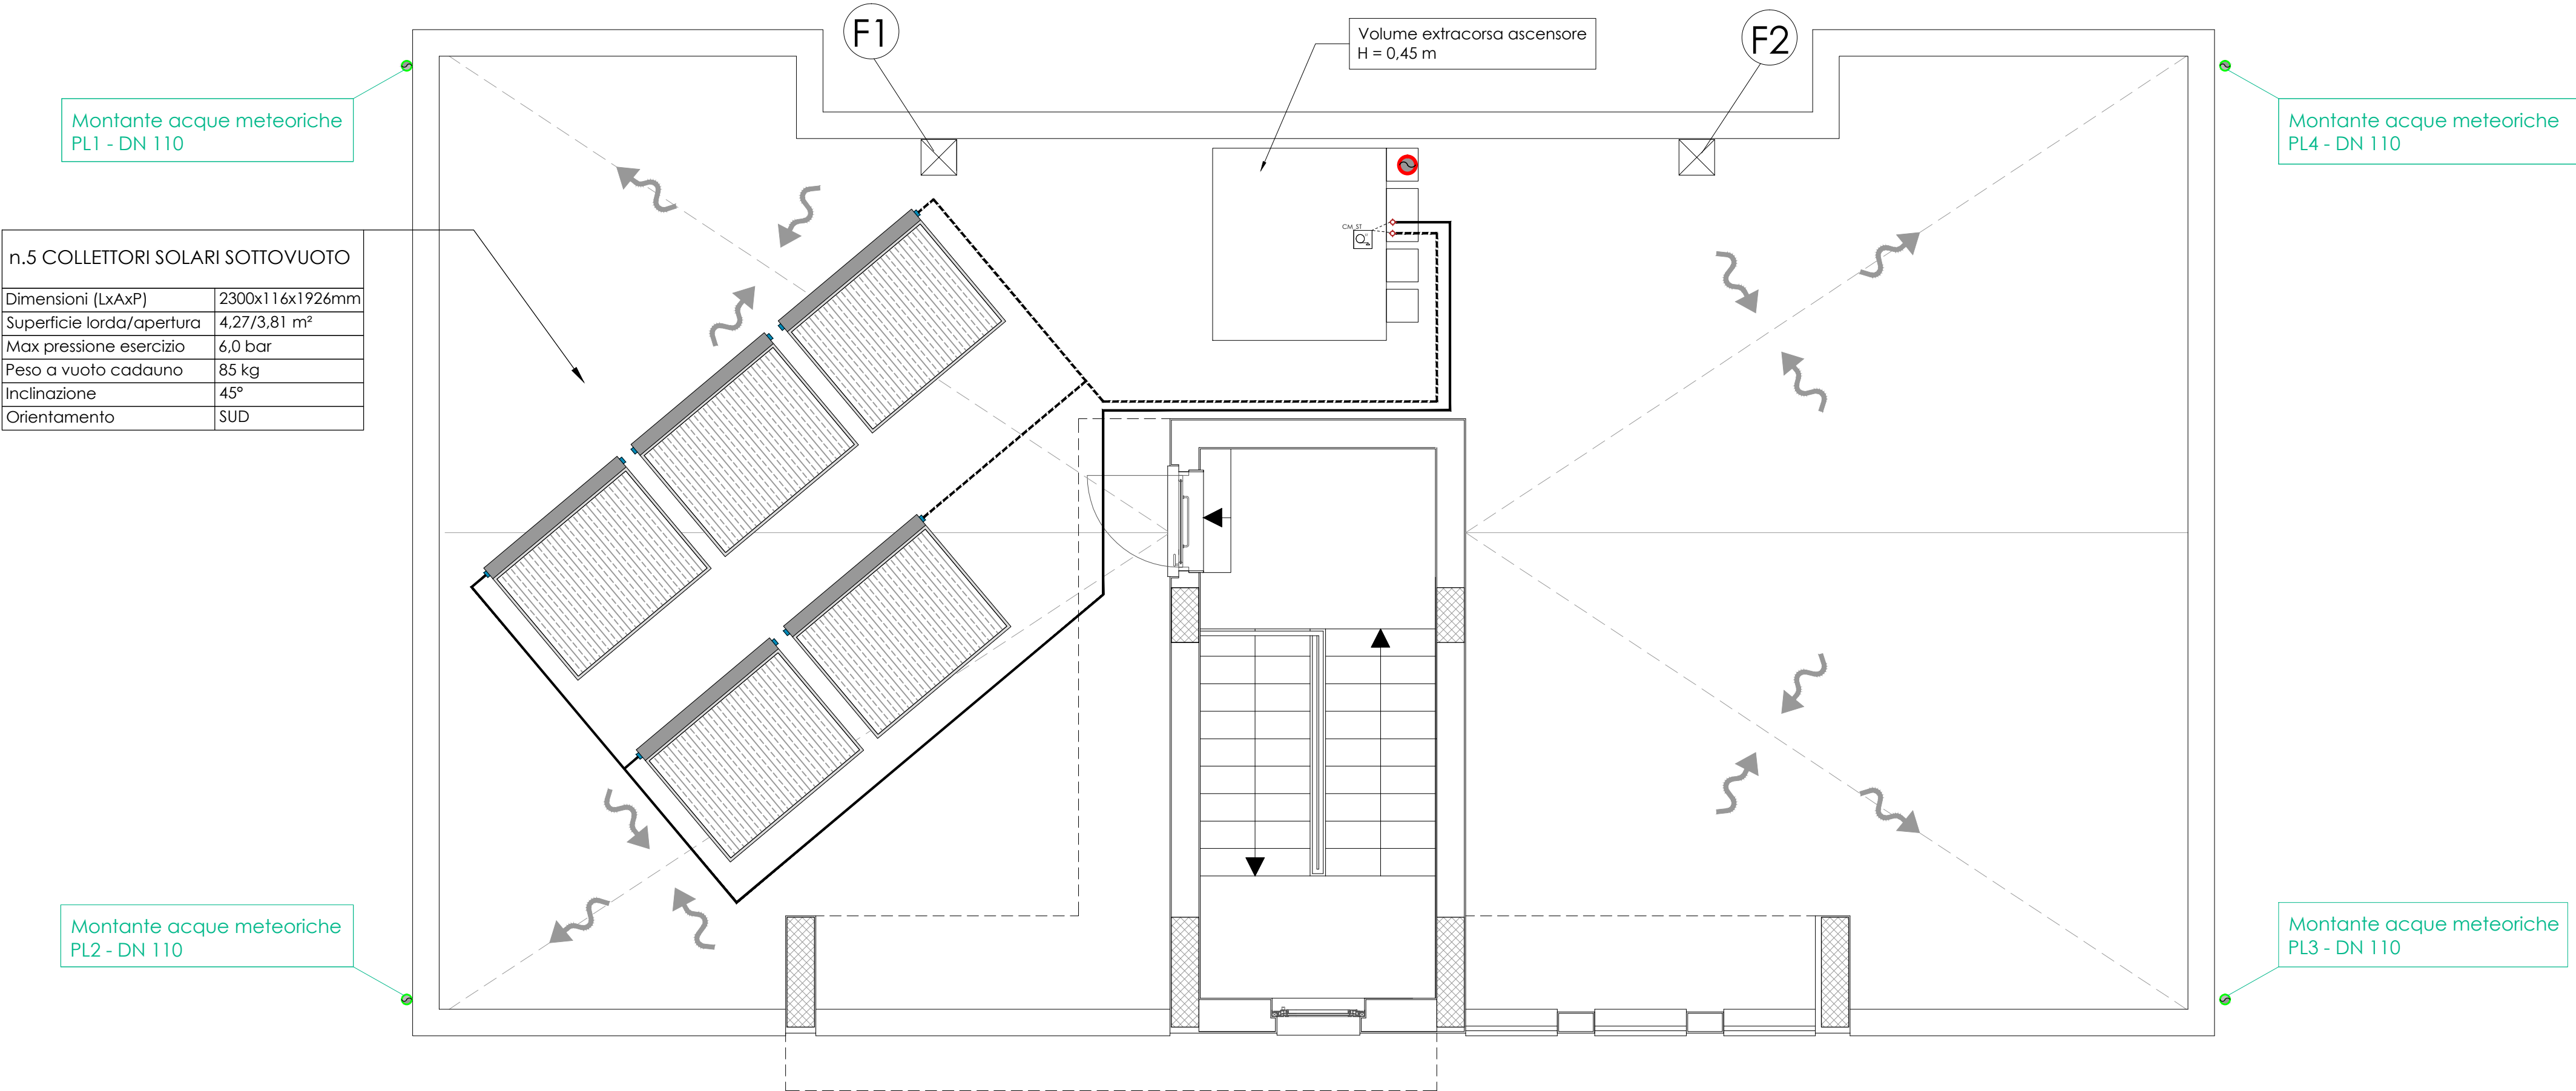 F1
Volume extracorsa ascensore
H = 0,45 m
F2
Montante acque meteoriche
PL1 - DN 110
Montante acque meteoriche
PL4 - DN 110
n.5 COLLETTORI SOLARI SOTTOVUOTO
Dimensioni (LxAxP) 2300x116x1926mm
Superficie lorda/apertura 4,27/3,81 m²
Max pressione esercizio 6,0 bar
Peso a vuoto cadauno 85 kg
Inclinazione 45°
Orientamento SUD
CM_ST
Montante acque meteoriche
PL2 - DN 110
Montante acque meteoriche
PL3 - DN 110